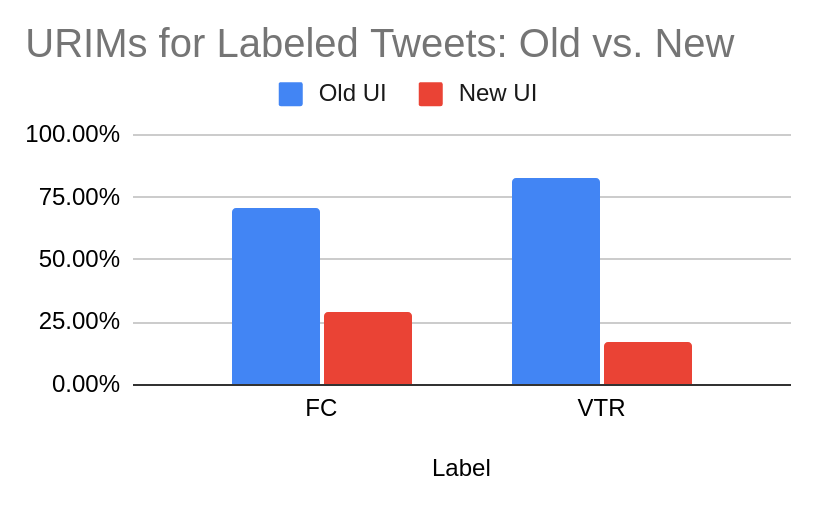 URIMs for Labeled Tweets: Old vs. New
Old UI New UI
100.00%
75.00%
50.00%
25.00%
0.00%
FC VTR
Label